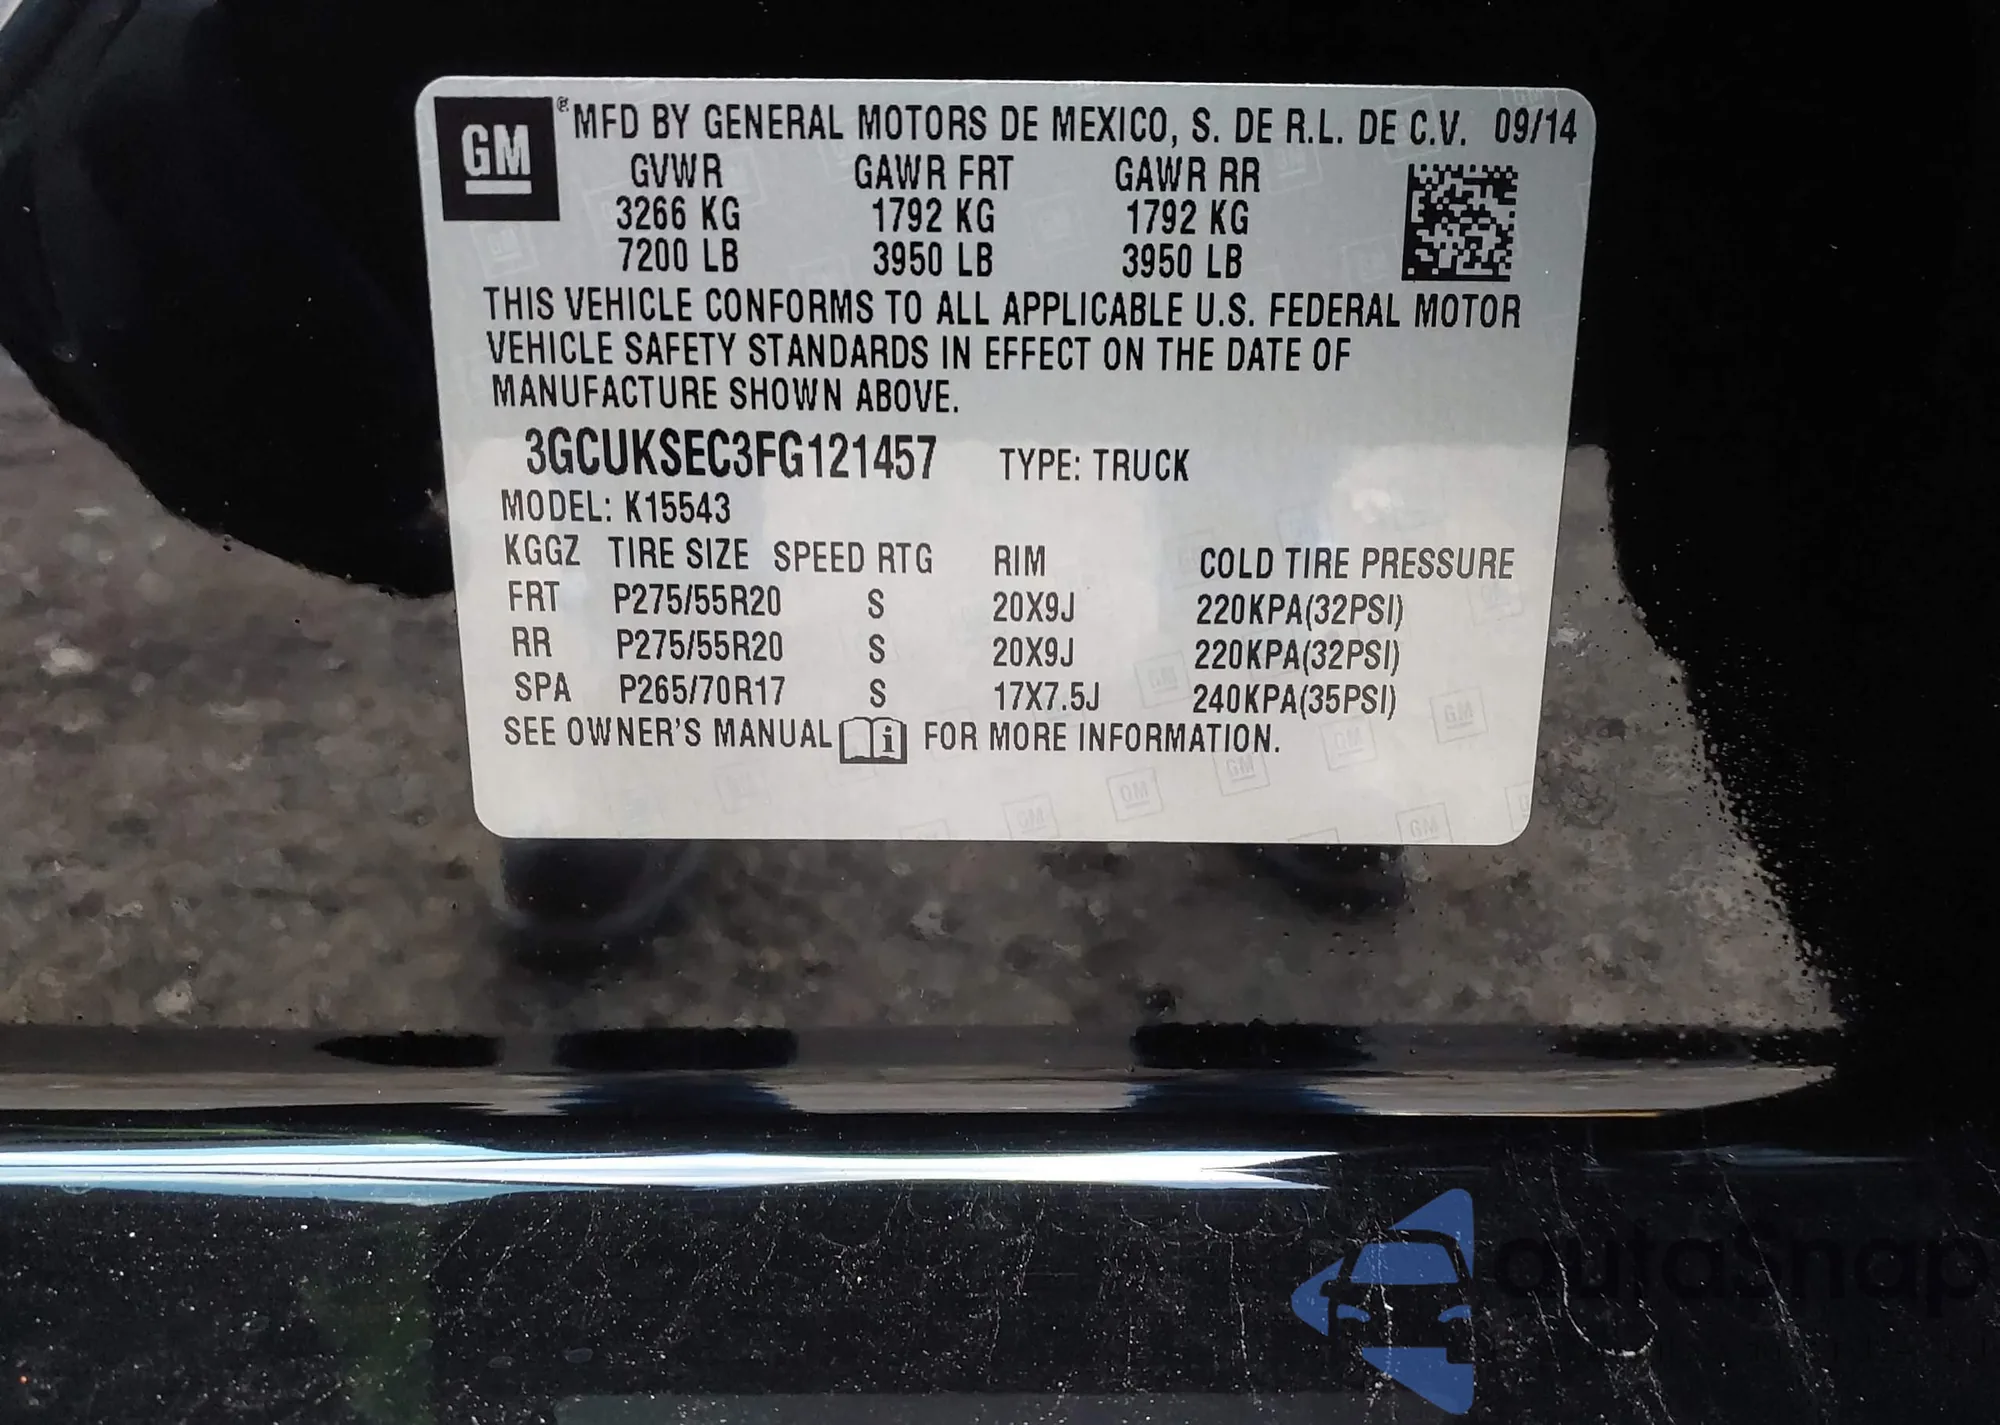 GM ® MFD BY GENERAL MOTORS DE MEXICO, S. DE R.L. DE C.V. 09/14
GVWR GAWR FRT GAWR RR
3266 KG 1792 KG 1792 KG
7200 LB 3950 LB 3950 LB
THIS VEHICLE CONFORMS TO ALL APPLICABLE U.S. FEDERAL MOTOR
VEHICLE SAFETY STANDARDS IN EFFECT ON THE DATE OF
MANUFACTURE SHOWN ABOVE.
3GCUKSEC3FG121457 TYPE: TRUCK
MODEL: K15543
KGGZ TIRE SIZE SPEED RTG RIM COLD TIRE PRESSURE
FRT P275/55R20 S 20X9J 220KPA(32PSI)
RR P275/55R20 S 20X9J 220KPA(32PSI)
SPA P265/70R17 S 17X7.5J 240KPA(35PSI)
SEE OWNER'S MANUAL i FOR MORE INFORMATION.
autaShap